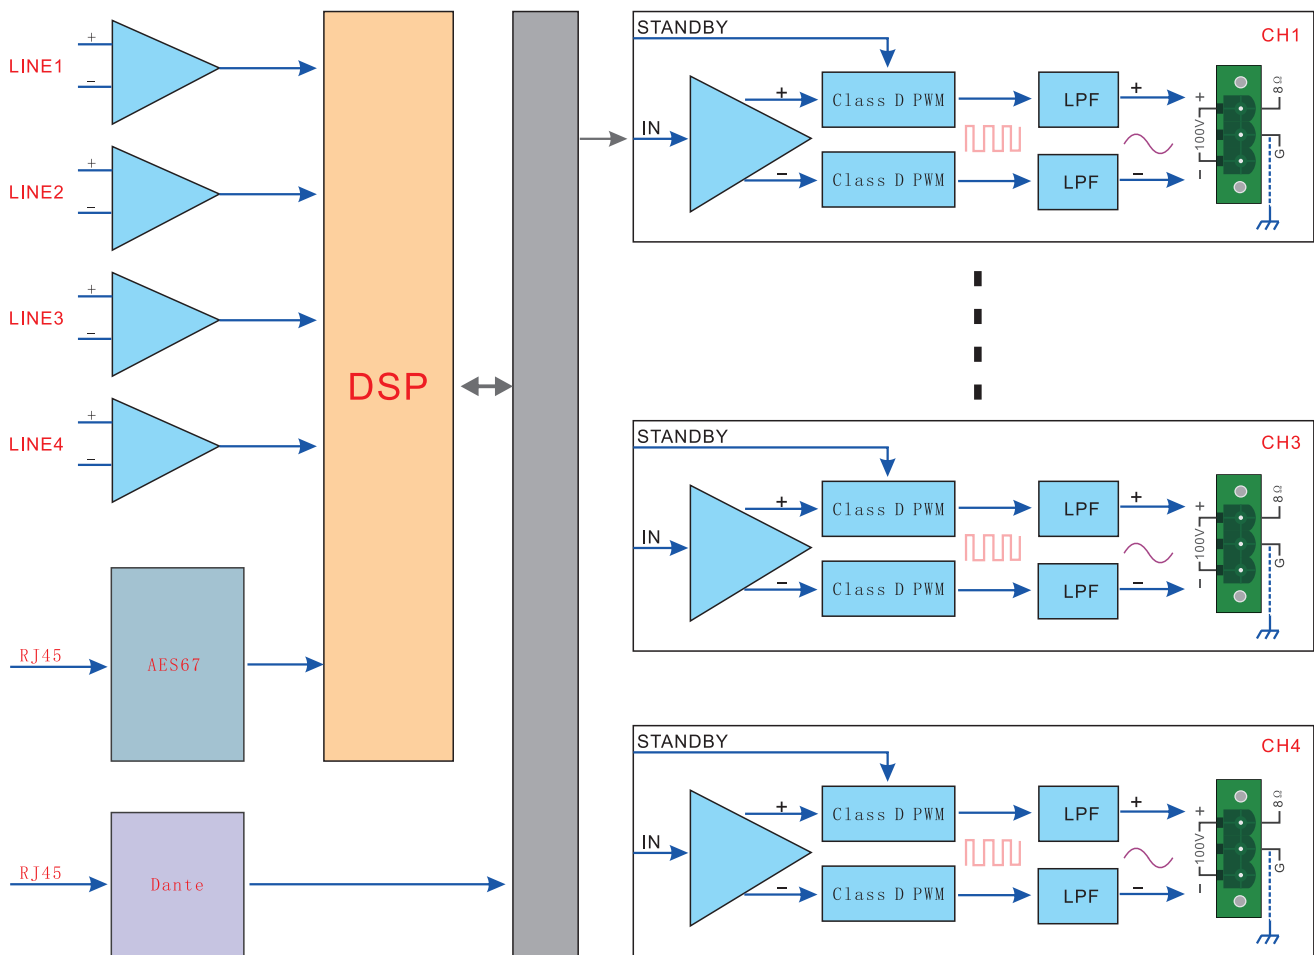 LINE1
+
−
LINE2
+
−
LINE3
+
−
LINE4
+
−
RJ45
AES67
RJ45
Dante
DSP
STANDBY
CH1
IN
+
−
Class D PWM
Class D PWM
LPF
LPF
+
−
+
100V
−
8Ω
G
STANDBY
CH3
IN
+
−
Class D PWM
Class D PWM
LPF
LPF
+
−
+
100V
−
8Ω
G
STANDBY
CH4
IN
+
−
Class D PWM
Class D PWM
LPF
LPF
+
−
+
100V
−
8Ω
G